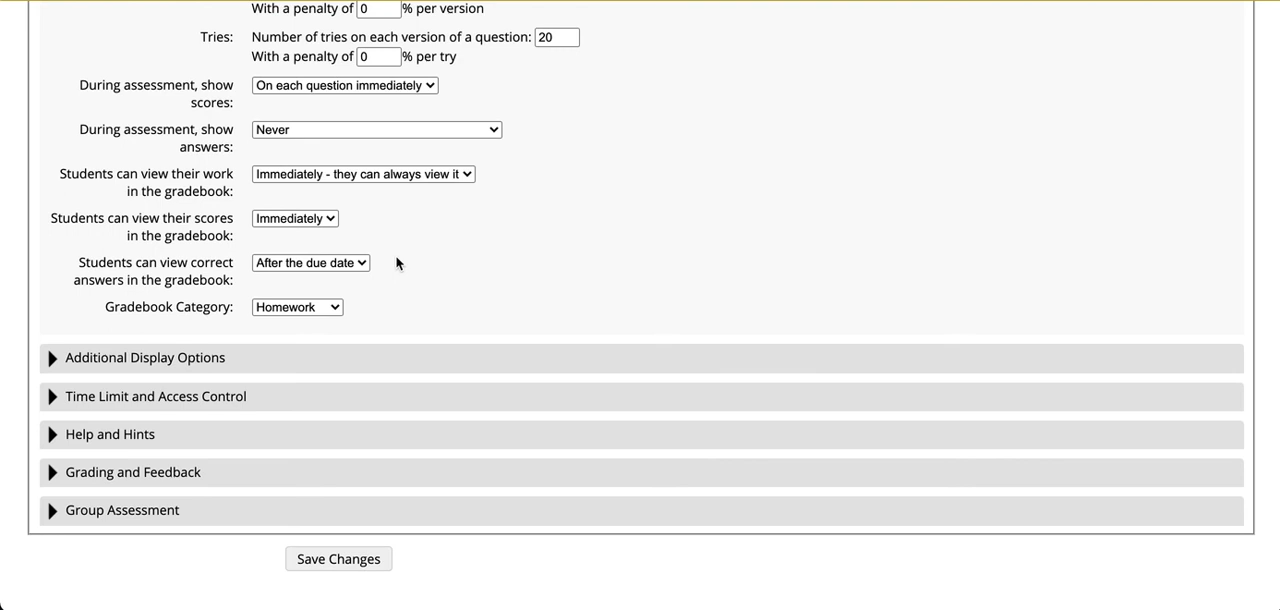 With a penalty of 0 % per version
Tries: Number of tries on each version of a question: 20
With a penalty of 0 % per try
During assessment, show scores: On each question immediately
During assessment, show answers: Never
Students can view their work in the gradebook: Immediately - they can always view it
Students can view their scores in the gradebook: Immediately
Students can view correct answers in the gradebook: After the due date
Gradebook Category: Homework
Additional Display Options
Time Limit and Access Control
Help and Hints
Grading and Feedback
Group Assessment
Save Changes